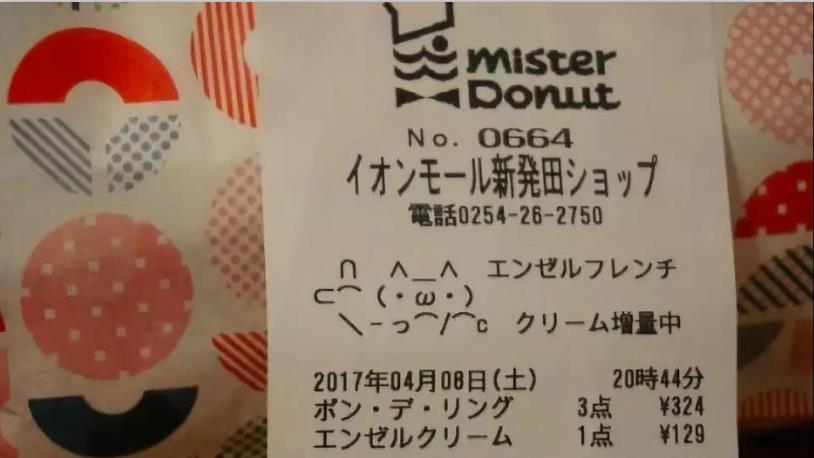 mister
Donut
No. 0664
イオンモール新発田ショップ
電話0254-26-2750
∩ ∧＿∧ エンゼルフレンチ
⊂⌒ (・ω・)
＼-っ⌒/⌒c クリーム増量中
2017年04月08日(土) 20時44分
ポン・デ・リング 3点 ¥324
エンゼルクリーム 1点 ¥129